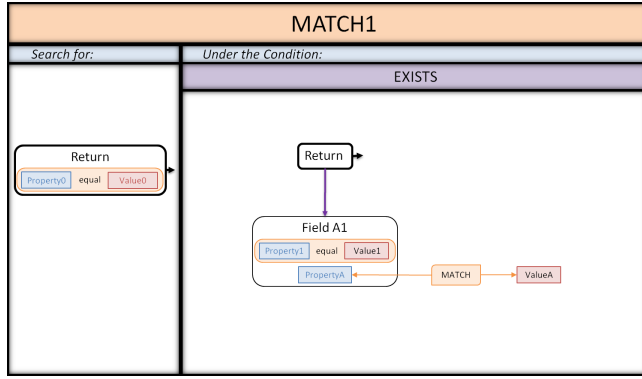 MATCH1
Search for:
Under the Condition:
EXISTS
Return
Property0 equal Value0
Return
Field A1
Property1 equal Value1
PropertyA MATCH ValueA